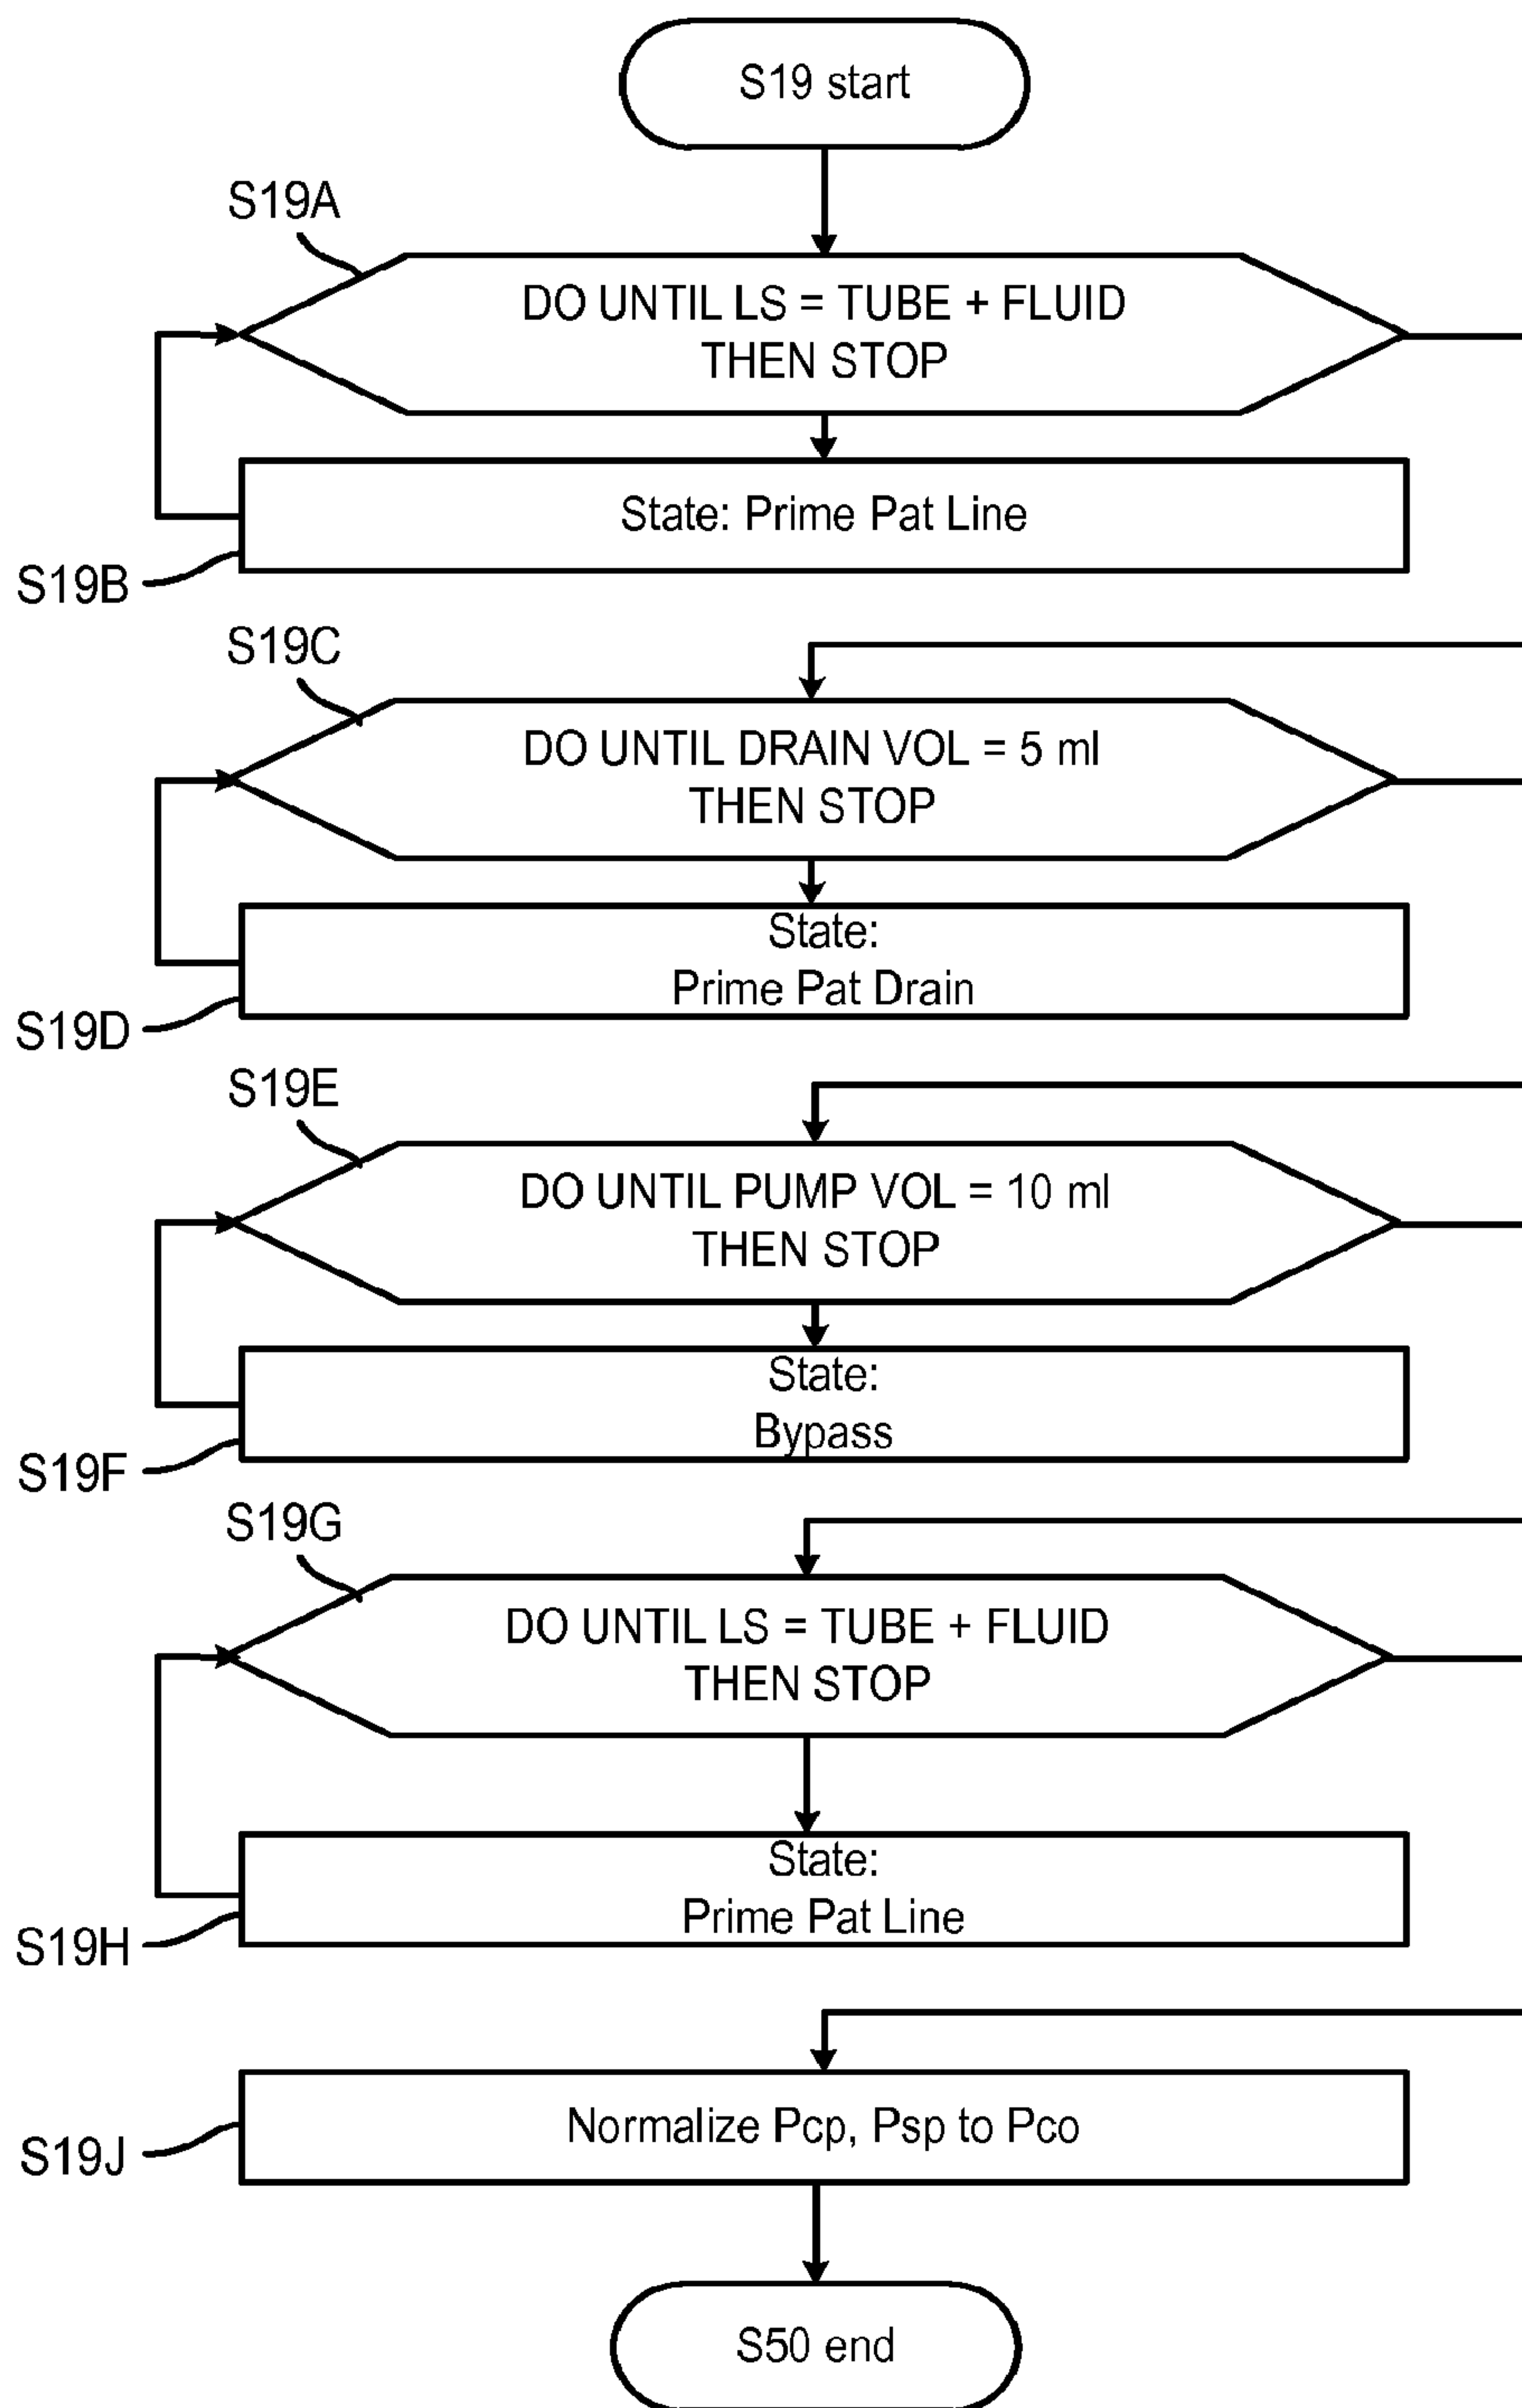 S19 start
S19A
DO UNTIL LS = TUBE + FLUID
THEN STOP
State: Prime Pat Line
S19B
S19C
DO UNTIL DRAIN VOL = 5 ml
THEN STOP
State:
Prime Pat Drain
S19D
S19E
DO UNTIL PUMP VOL = 10 ml
THEN STOP
State:
Bypass
S19F
S19G
DO UNTIL LS = TUBE + FLUID
THEN STOP
State:
Prime Pat Line
S19H
Normalize Pcp, Psp to Pco
S19J
S50 end